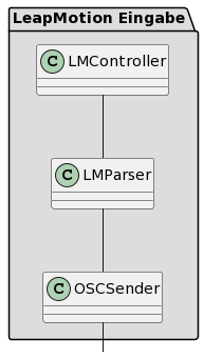 LeapMotion Eingabe
C LMController
C LMParser
C OSCSender